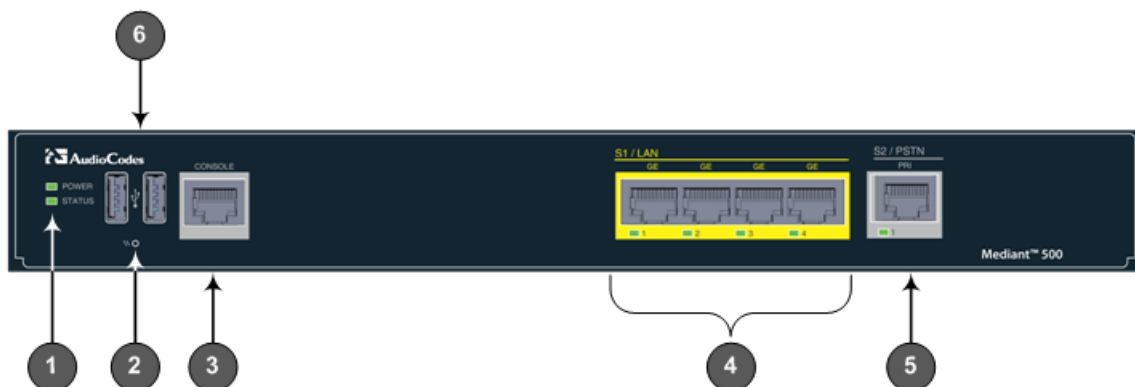 6
AudioCodes
POWER
STATUS
CONSOLE
S1 / LAN
GE GE GE GE
1 2 3 4
S2 / PSTN
PRI
1
Mediant™ 500
1 2 3 4 5